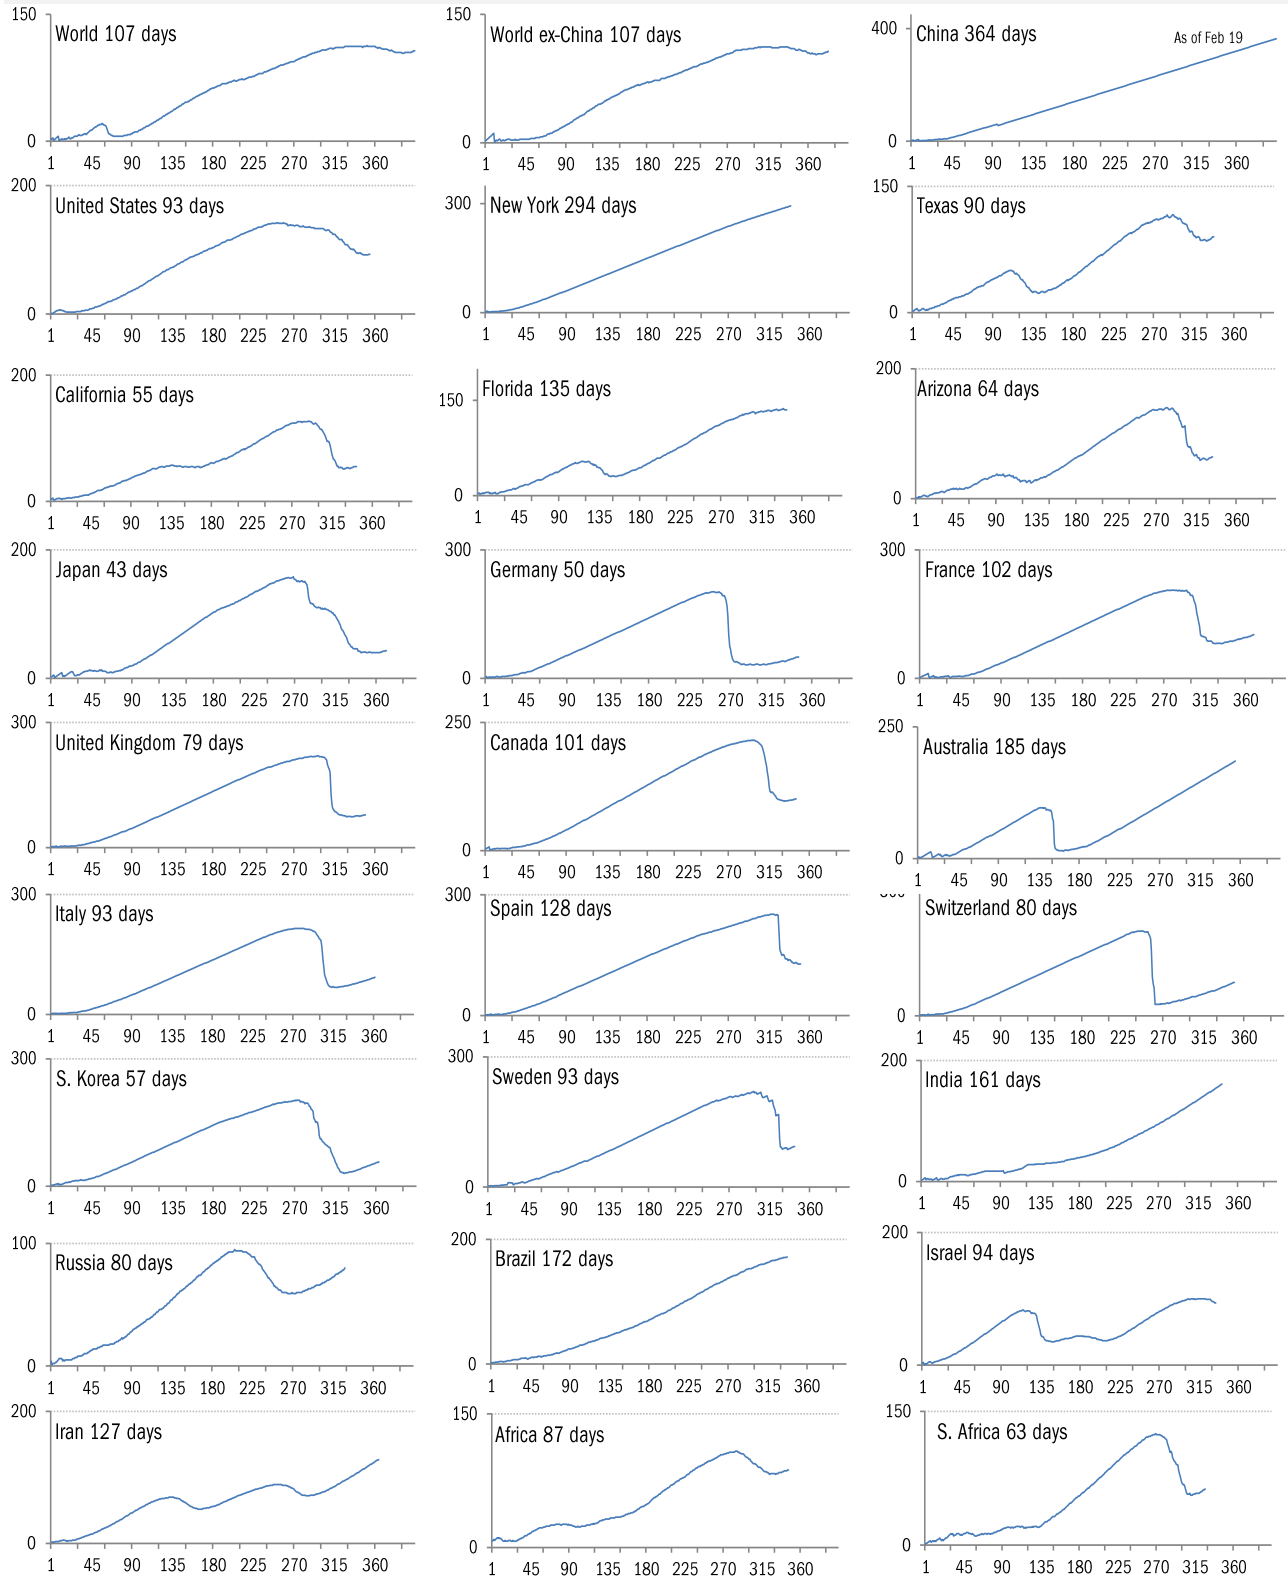 150 150
World 107 days World ex-China 107 days China 364 days As of Feb 19
400
0 0 0
1 45 90 135 180 225 270 315 360 1 45 90 135 180 225 270 315 360 1 45 90 135 180 225 270 315 360
200 300 150
United States 93 days New York 294 days Texas 90 days
0 0 0
1 45 90 135 180 225 270 315 360 1 45 90 135 180 225 270 315 360 1 45 90 135 180 225 270 315 360
200 150 200
California 55 days Florida 135 days Arizona 64 days
0 0 0
1 45 90 135 180 225 270 315 360 1 45 90 135 180 225 270 315 360 1 45 90 135 180 225 270 315 360
200 300 300
Japan 43 days Germany 50 days France 102 days
0 0 0
1 45 90 135 180 225 270 315 360 1 45 90 135 180 225 270 315 360 1 45 90 135 180 225 270 315 360
300 250 250
United Kingdom 79 days Canada 101 days Australia 185 days
0 0 0
1 45 90 135 180 225 270 315 360 1 45 90 135 180 225 270 315 360 1 45 90 135 180 225 270 315 360
300 300
Italy 93 days Spain 128 days Switzerland 80 days
0 0 0
1 45 90 135 180 225 270 315 360 1 45 90 135 180 225 270 315 360 1 45 90 135 180 225 270 315 360
300 300 200
S. Korea 57 days Sweden 93 days India 161 days
0 0 0
1 45 90 135 180 225 270 315 360 1 45 90 135 180 225 270 315 360 1 45 90 135 180 225 270 315 360
100 200 200
Russia 80 days Brazil 172 days Israel 94 days
0 0 0
1 45 90 135 180 225 270 315 360 1 45 90 135 180 225 270 315 360 1 45 90 135 180 225 270 315 360
200 150 150
Iran 127 days Africa 87 days S. Africa 63 days
0 0 0
1 45 90 135 180 225 270 315 360 1 45 90 135 180 225 270 315 360 1 45 90 135 180 225 270 315 360